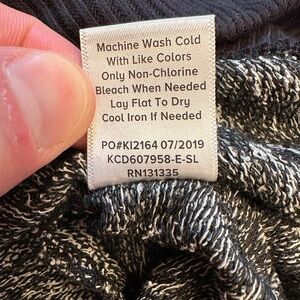 Machine Wash Cold
With Like Colors
Only Non-Chlorine
Bleach When Needed
Lay Flat To Dry
Cool Iron If Needed
PO#KI2164 07/2019
KCD607958-E-SL
RN131335